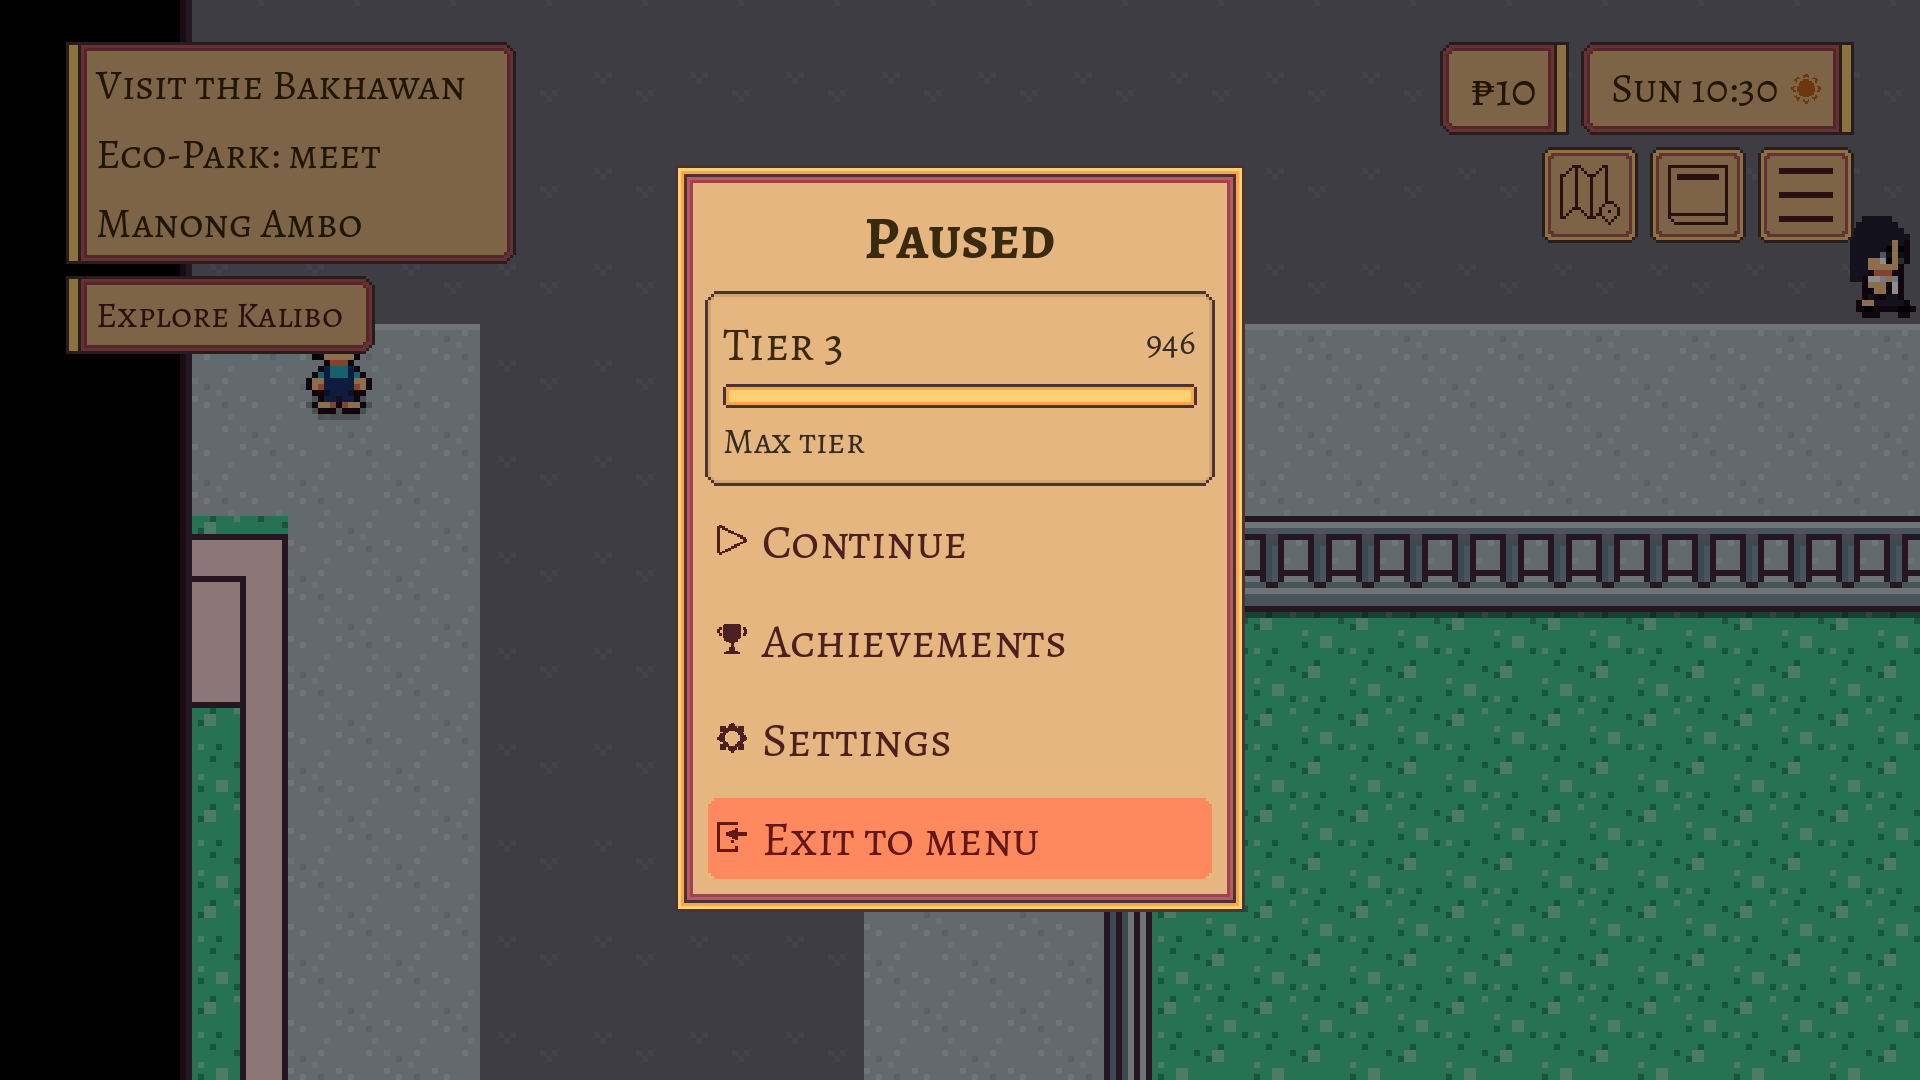 Visit the Bakhawan
Eco-Park: meet
Manong Ambo
Explore Kalibo
₱10
Sun 10:30
Paused
Tier 3
946
Max tier
Continue
Achievements
Settings
Exit to menu